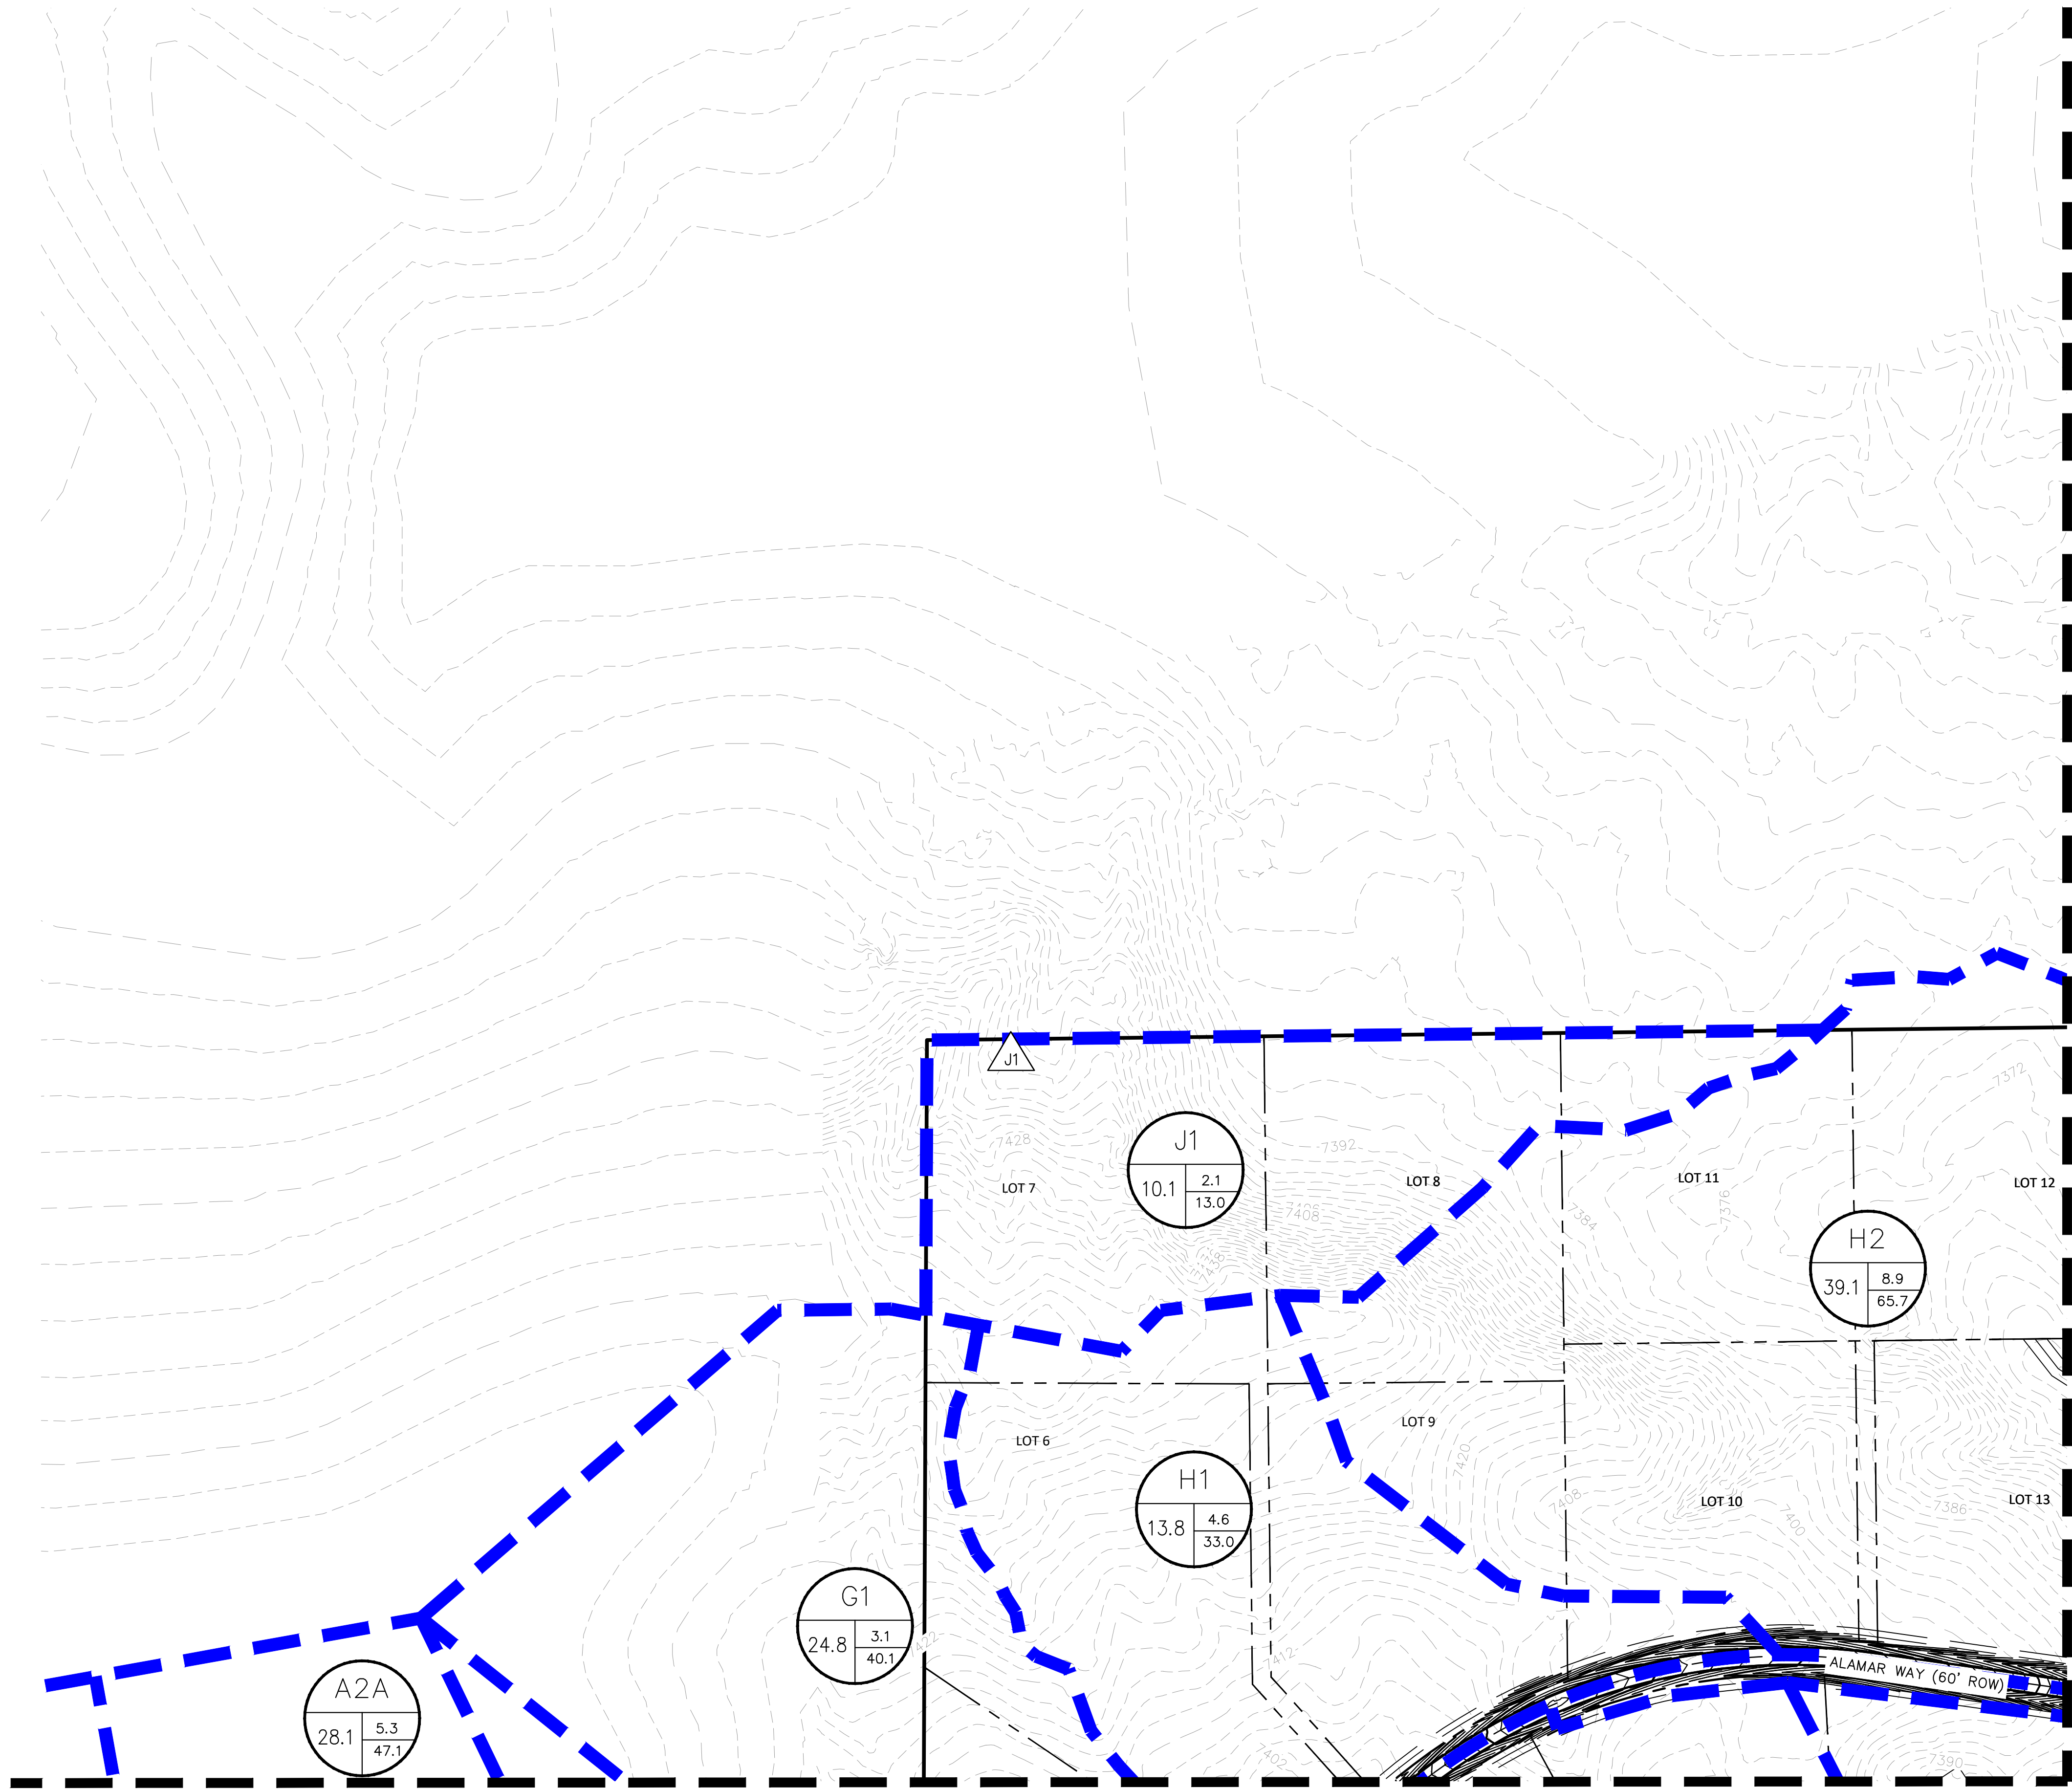 J1
7372
7428
J1
10.1
2.1
13.0
7392
LOT 8
LOT 11
LOT 12
LOT 7
7376
7408
7384
7438
H2
39.1
8.9
65.7
LOT 9
LOT 6
7420
H1
13.8
4.6
33.0
7408
LOT 10
LOT 13
7386
7400
G1
24.8
3.1
40.1
7422
7412
ALAMAR WAY (60' ROW)
A2A
28.1
5.3
47.1
7402
7390